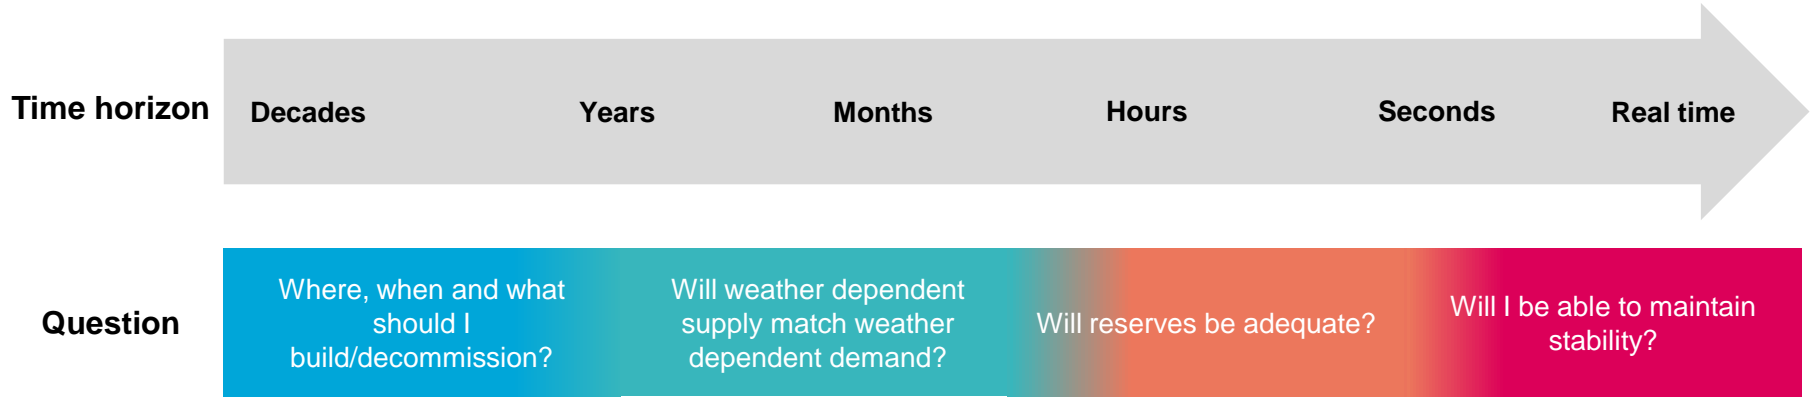 Time horizon
Decades
Years
Months
Hours
Seconds
Real time
Question
Where, when and what
should I
build/decommission?
Will weather dependent
supply match weather
dependent demand?
Will reserves be adequate?
Will I be able to maintain
stability?